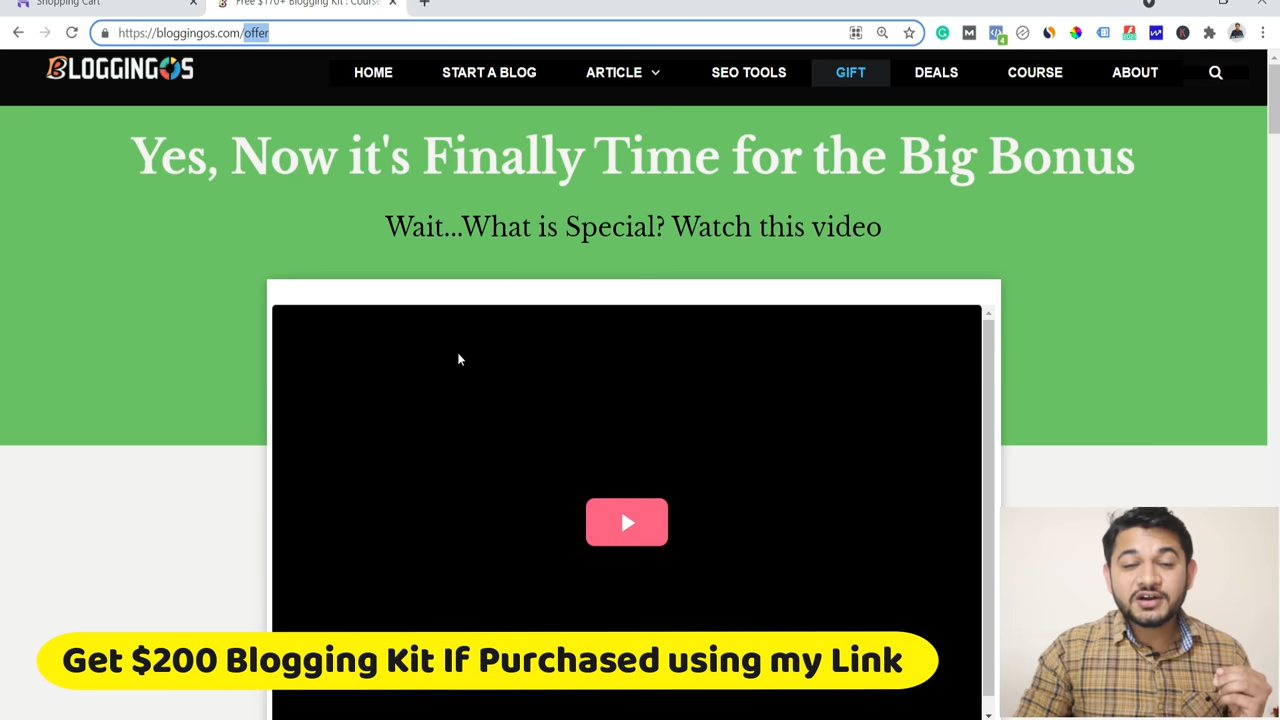 Shopping Cart
Free $170+ Blogging Kit : Course
https://bloggingos.com/offer
BLOGGINGOS
HOME
START A BLOG
ARTICLE
SEO TOOLS
GIFT
DEALS
COURSE
ABOUT
Yes, Now it's Finally Time for the Big Bonus
Wait...What is Special? Watch this video
Get $200 Blogging Kit If Purchased using my Link